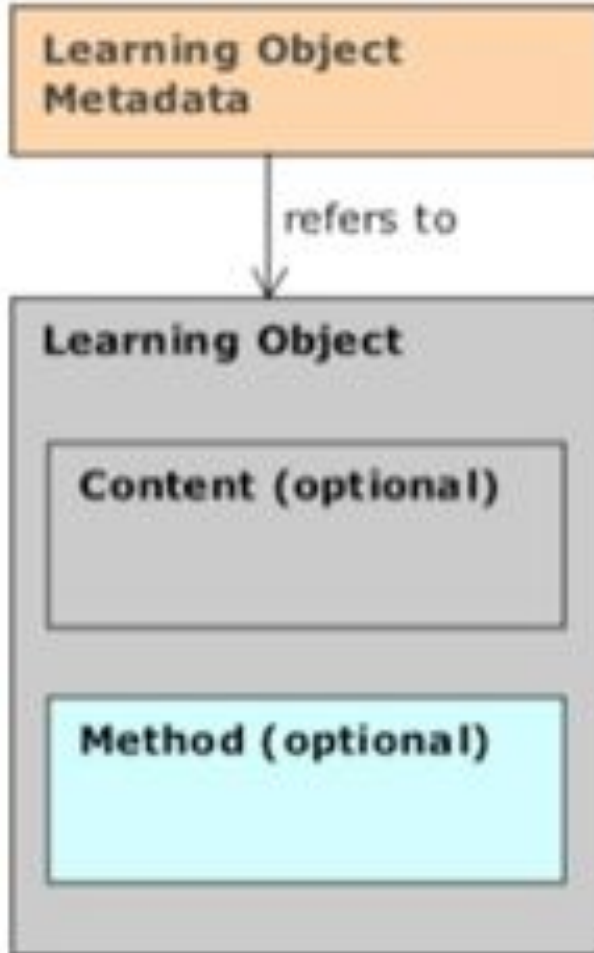 Learning Object
Metadata
refers to
Learning Object
Content (optional)
Method (optional)